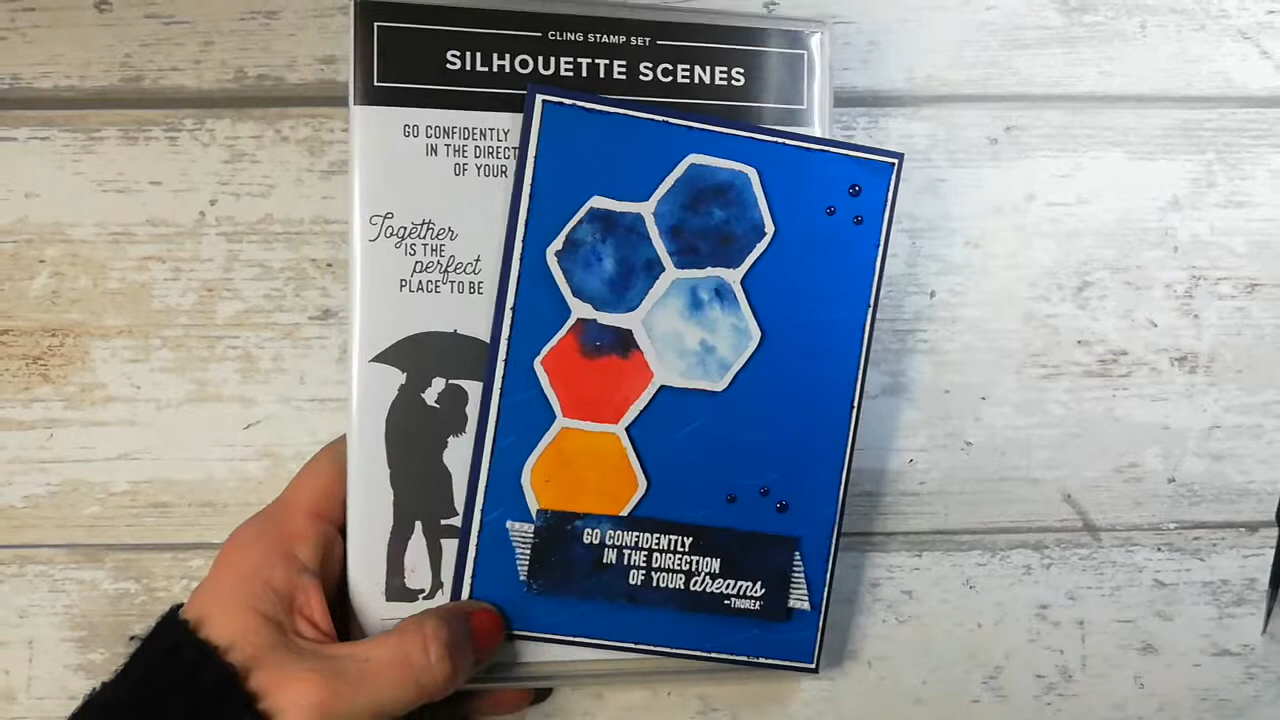 CLING STAMP SET
SILHOUETTE SCENES
GO CONFIDENTLY
IN THE DIRECT
OF YOUR
Together
IS THE
perfect
PLACE TO BE
GO CONFIDENTLY
IN THE DIRECTION
OF YOUR dreams
–THOREA